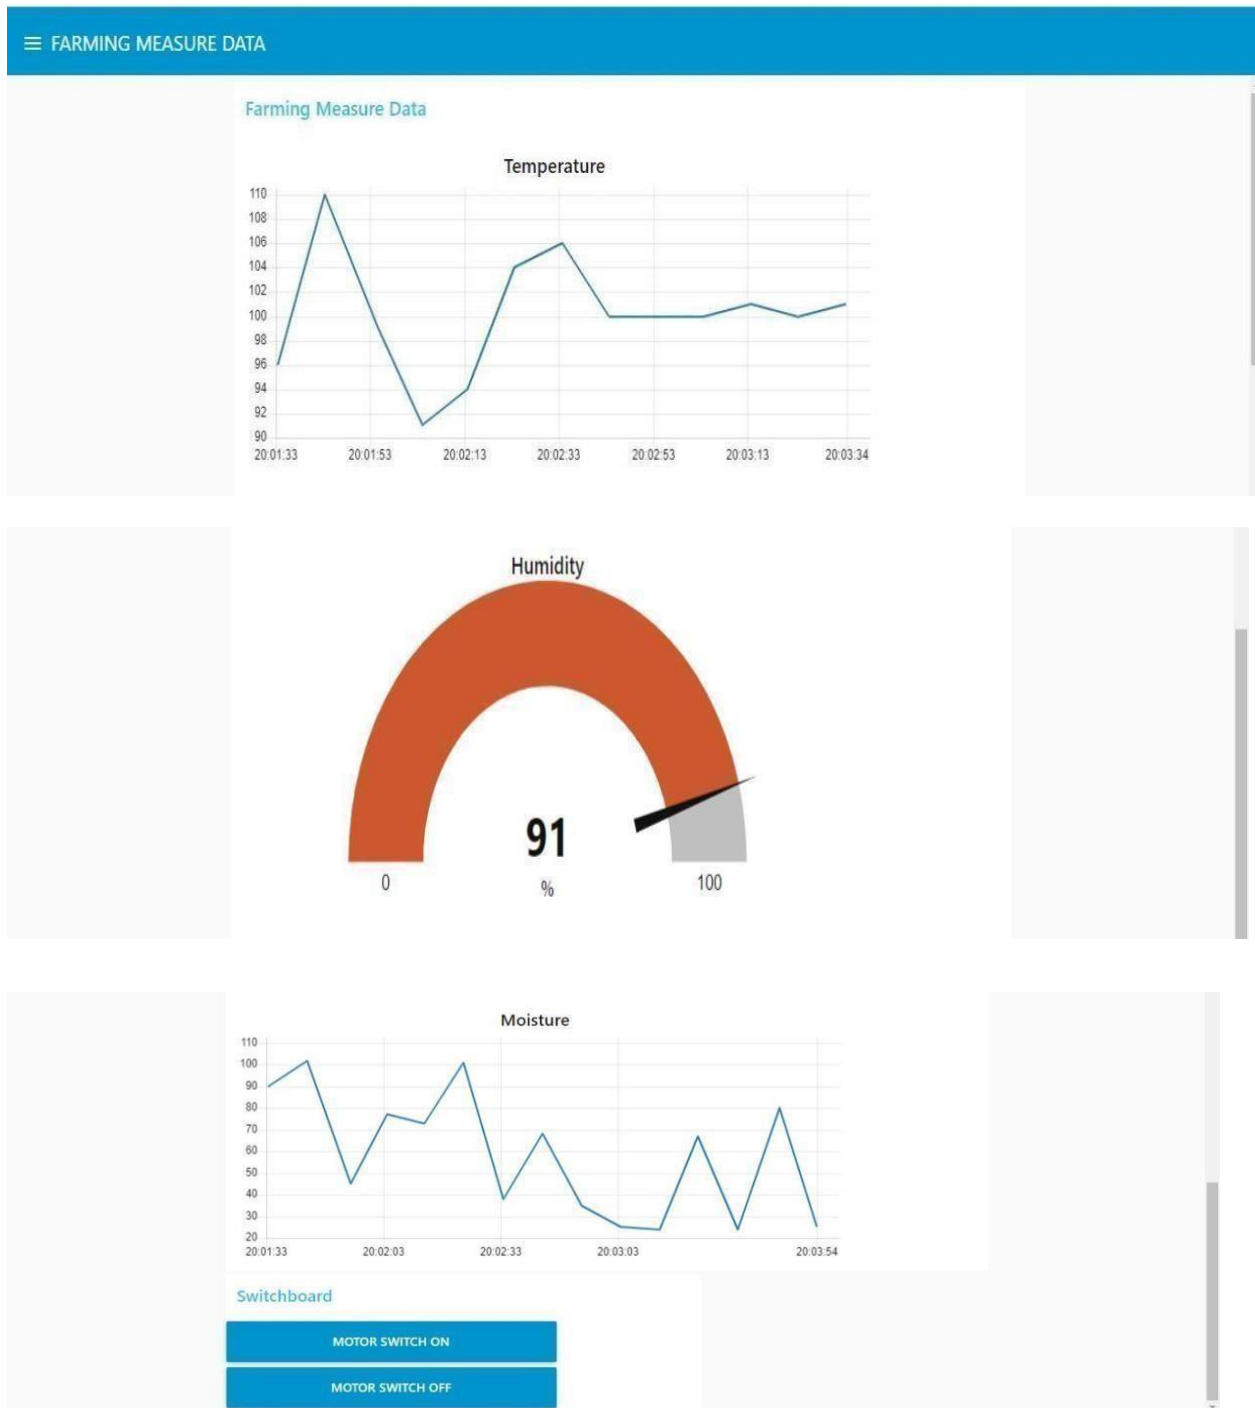 ☰ FARMING MEASURE DATA
Farming Measure Data
Temperature
110
108
106
104
102
100
98
96
94
92
90
20:01:33 20:01:53 20:02:13 20:02:33 20:02:53 20:03:13 20:03:34
Humidity
91
0 % 100
Moisture
110
100
90
80
70
60
50
40
30
20
20:01:33 20:02:03 20:02:33 20:03:03 20:03:54
Switchboard
MOTOR SWITCH ON
MOTOR SWITCH OFF